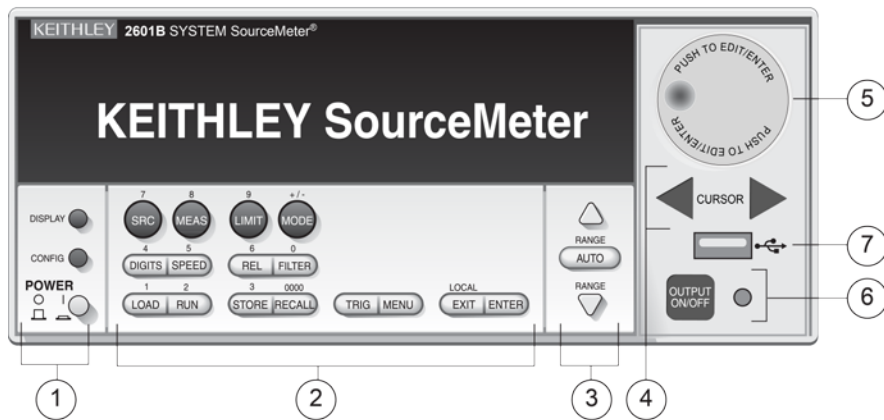 KEITHLEY 2601B SYSTEM SourceMeter®
KEITHLEY SourceMeter
PUSH TO EDIT/ENTER
PUSH TO EDIT/ENTER
5
CURSOR
7
OUTPUT
ON/OFF
6
DISPLAY
CONFIG
POWER
7 8 9 +/-
SRC MEAS LIMIT MODE
4 5 6 0
DIGITS SPEED REL FILTER
1 2 3 0000 LOCAL
LOAD RUN STORE RECALL TRIG MENU EXIT ENTER
RANGE
AUTO
RANGE
1 2 3 4